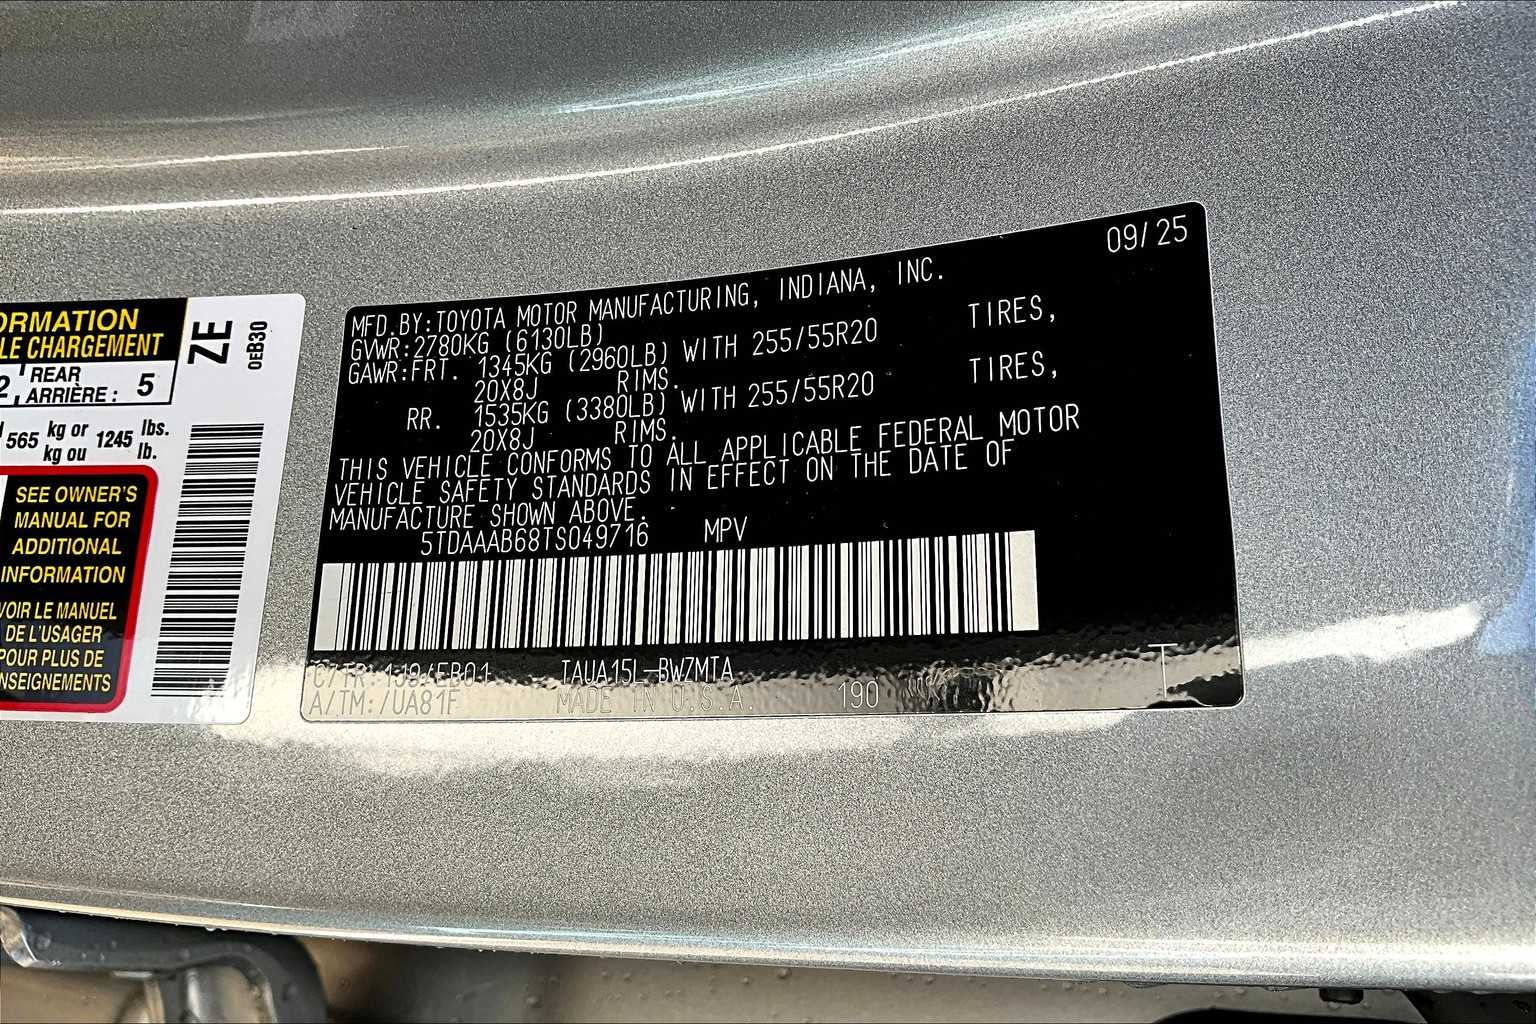 ORMATION
LE CHARGEMENT
2, REAR
ARRIÈRE: 5
565 kg or 1245 lbs.
kg ou lb.
SEE OWNER'S
MANUAL FOR
ADDITIONAL
INFORMATION
VOIR LE MANUEL
DE L'USAGER
POUR PLUS DE
NSEIGNEMENTS
ZE
0EB30
09/25
MFD.BY:TOYOTA MOTOR MANUFACTURING, INDIANA, INC.
GVWR:2780KG (6130LB)
GAWR:FRT. 1345KG (2960LB) WITH 255/55R20 TIRES,
20X8J RIMS.
RR. 1535KG (3380LB) WITH 255/55R20 TIRES,
20X8J RIMS.
THIS VEHICLE CONFORMS TO ALL APPLICABLE FEDERAL MOTOR
VEHICLE SAFETY STANDARDS IN EFFECT ON THE DATE OF
MANUFACTURE SHOWN ABOVE.
5TDAAAB68TS049716 MPV
C/TR:1J9/EB01 TAUA15L-BWZMTA
A/TM:/UA81F MADE IN U.S.A. 190
T